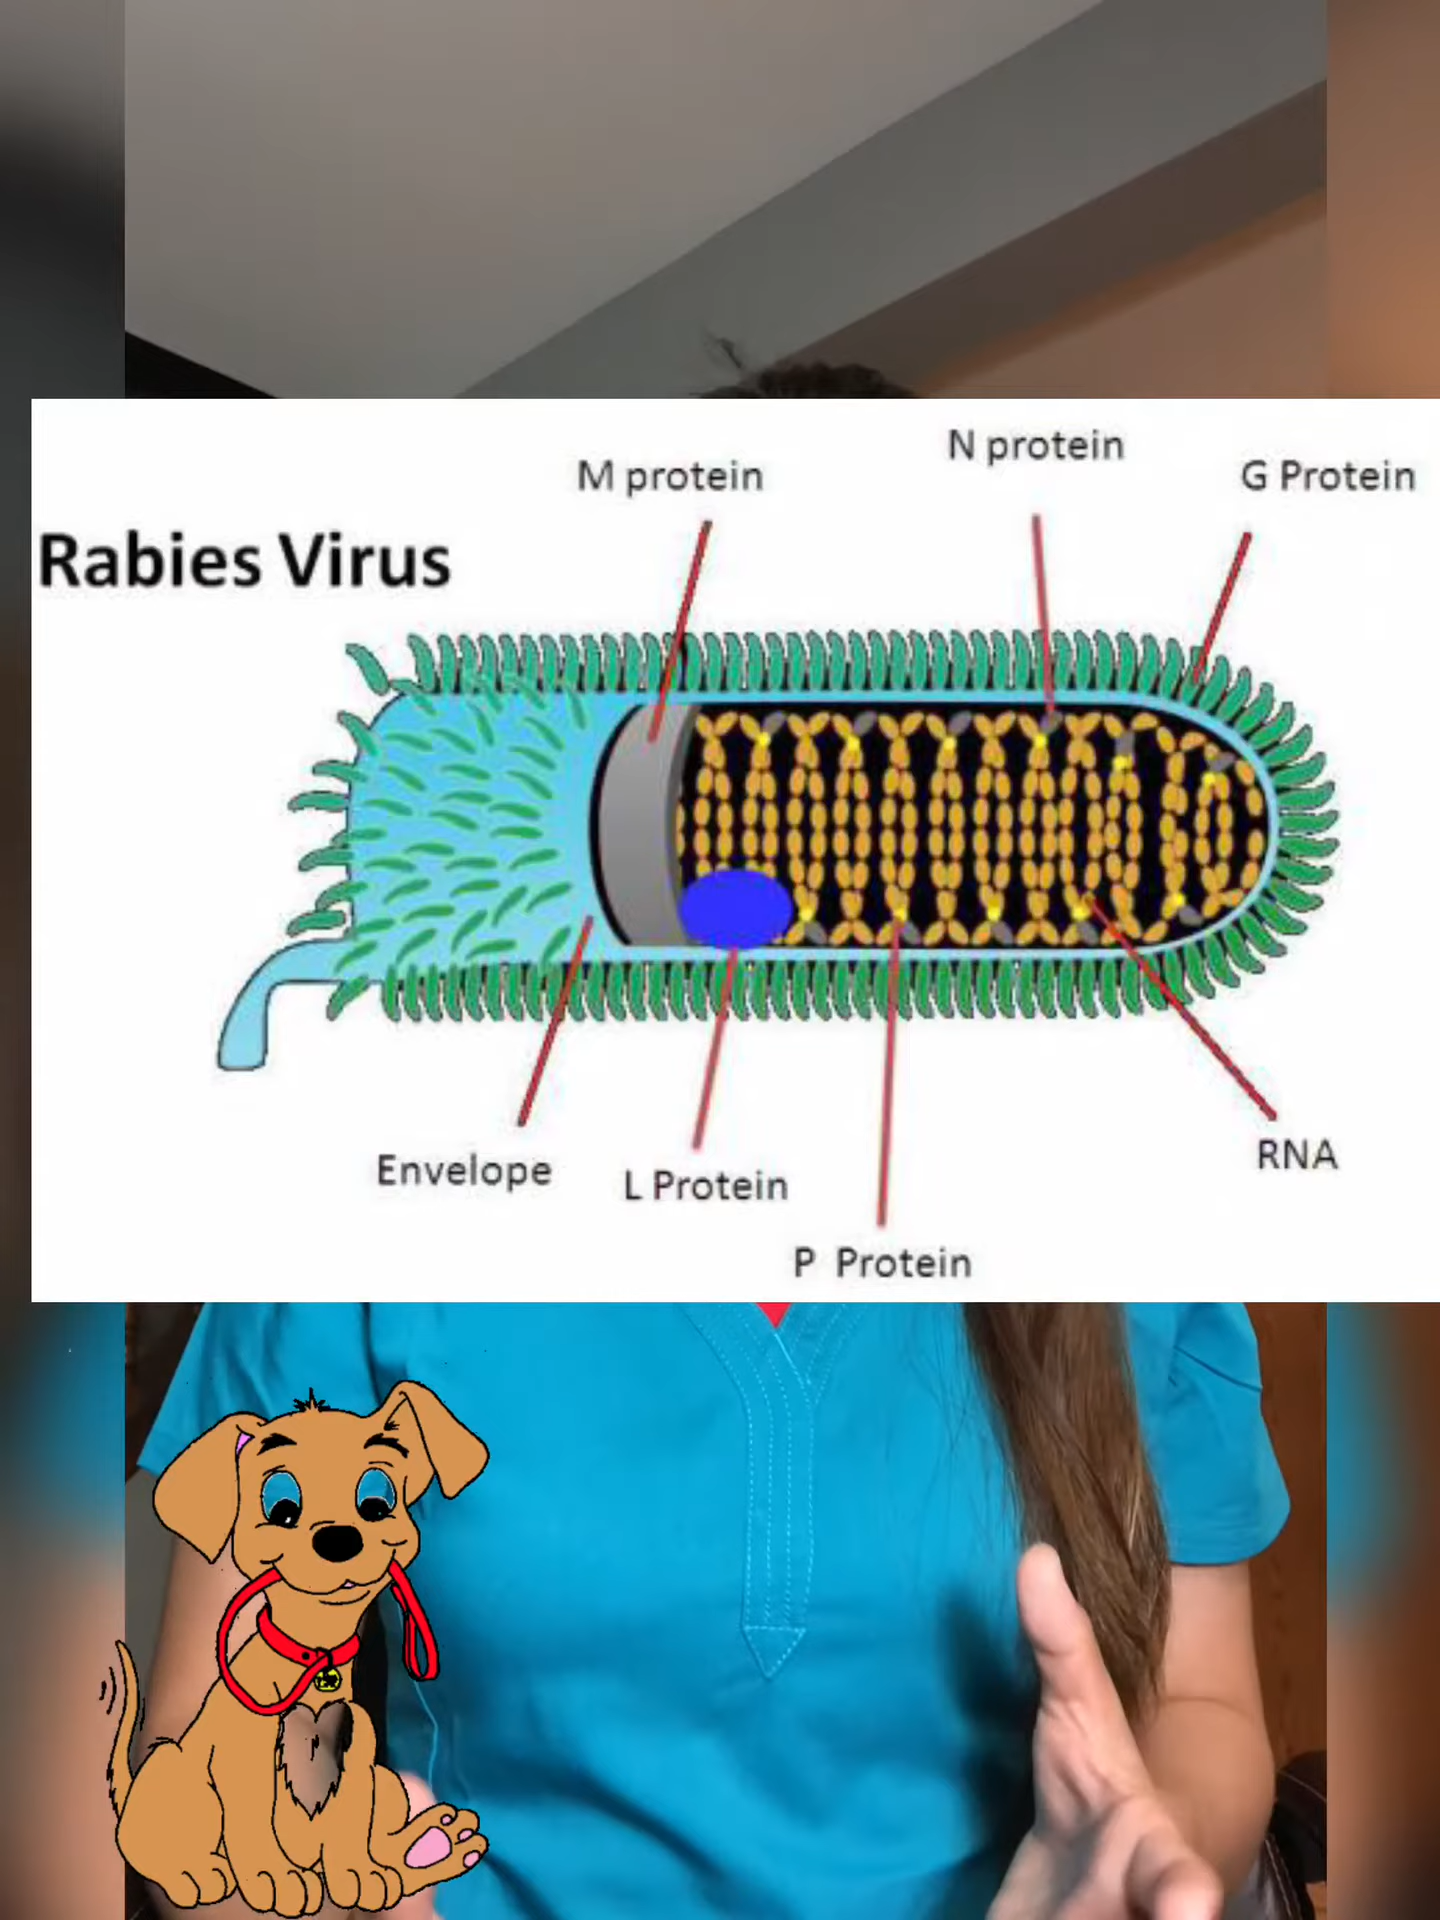 N protein
M protein
G Protein
Rabies Virus
Envelope
L Protein
RNA
P  Protein